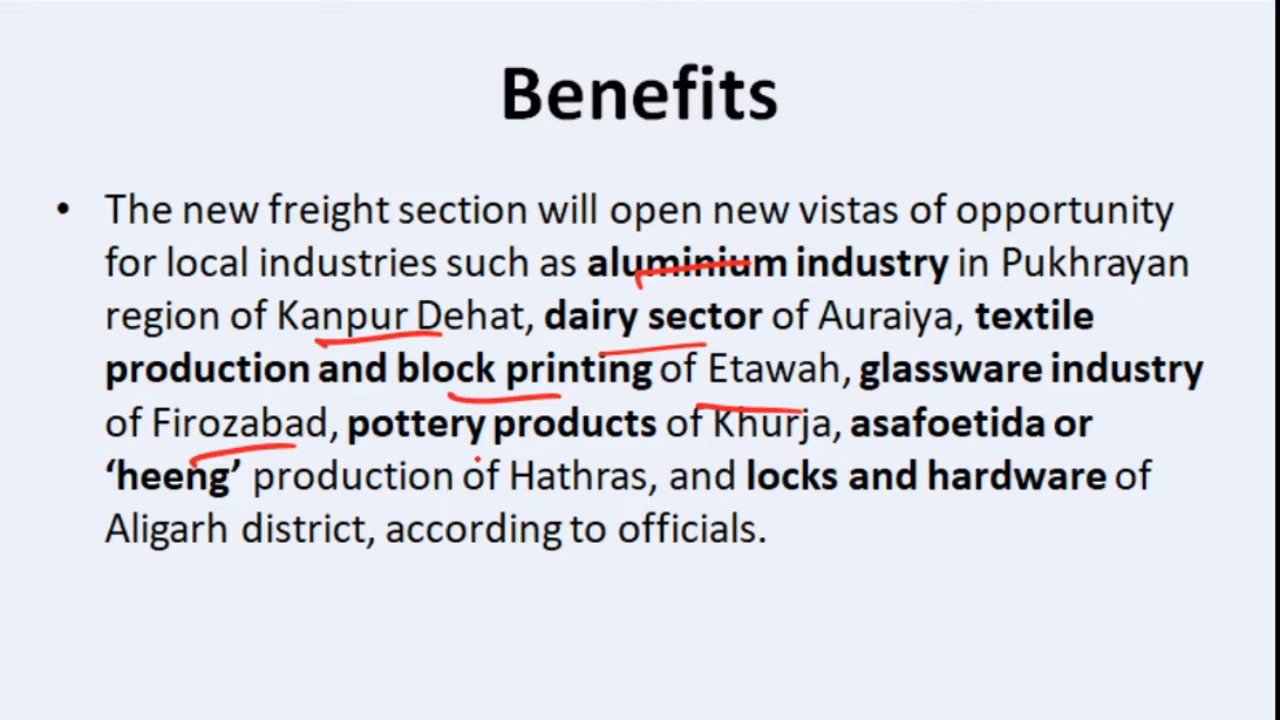 Benefits
• The new freight section will open new vistas of opportunity
for local industries such as aluminium industry in Pukhrayan
region of Kanpur Dehat, dairy sector of Auraiya, textile
production and block printing of Etawah, glassware industry
of Firozabad, pottery products of Khurja, asafoetida or
‘heeng’ production of Hathras, and locks and hardware of
Aligarh district, according to officials.